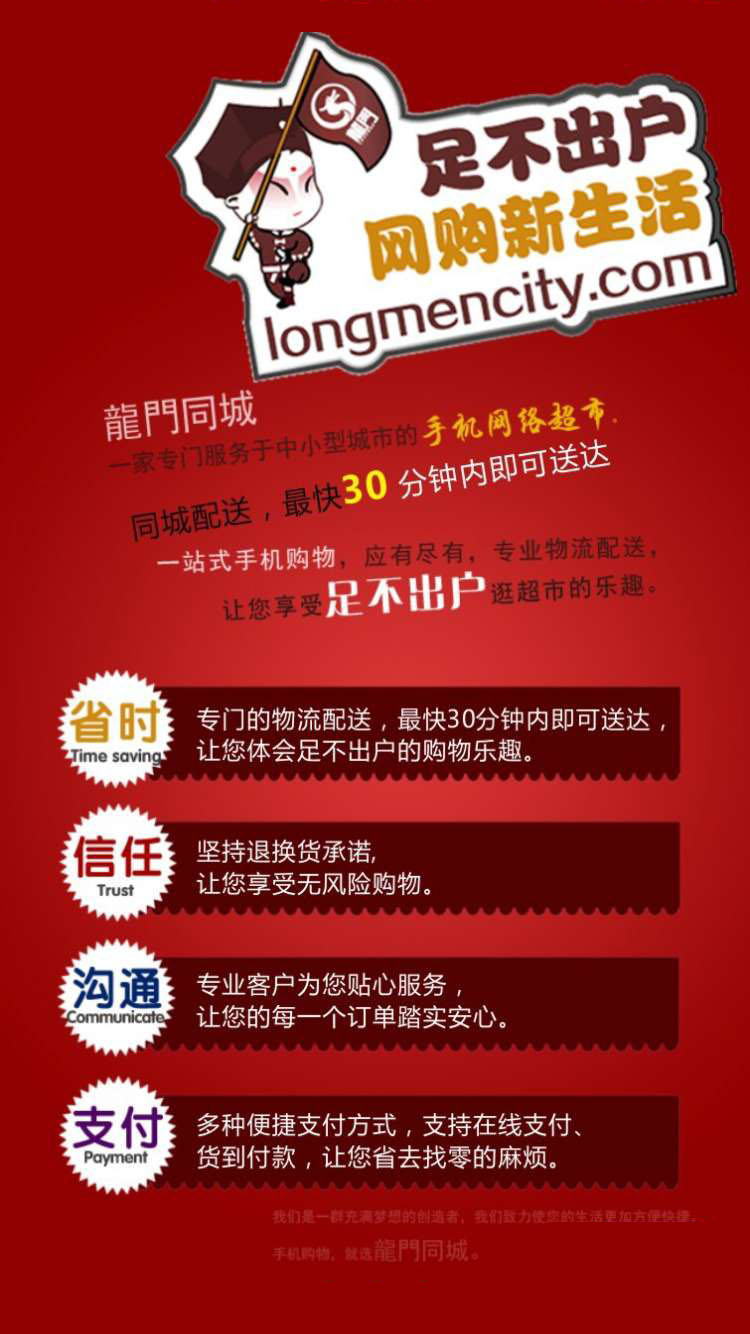 龍門
足不出户
网购新生活
longmencity.com
龍門同城
一家专门服务于中小型城市的手机网络超市.
同城配送，最快30 分钟内即可送达
一站式手机购物，应有尽有，专业物流配送，
让您享受足不出户逛超市的乐趣。
省时
Time saving
专门的物流配送，最快30分钟内即可送达，
让您体会足不出户的购物乐趣。
信任
Trust
坚持退换货承诺,
让您享受无风险购物。
沟通
Communicate
专业客户为您贴心服务，
让您的每一个订单踏实安心。
支付
Payment
多种便捷支付方式，支持在线支付、
货到付款，让您省去找零的麻烦。
我们是一群充满梦想的创造者，我们致力使您的生活更加方便快捷。
手机购物，就选龍門同城。